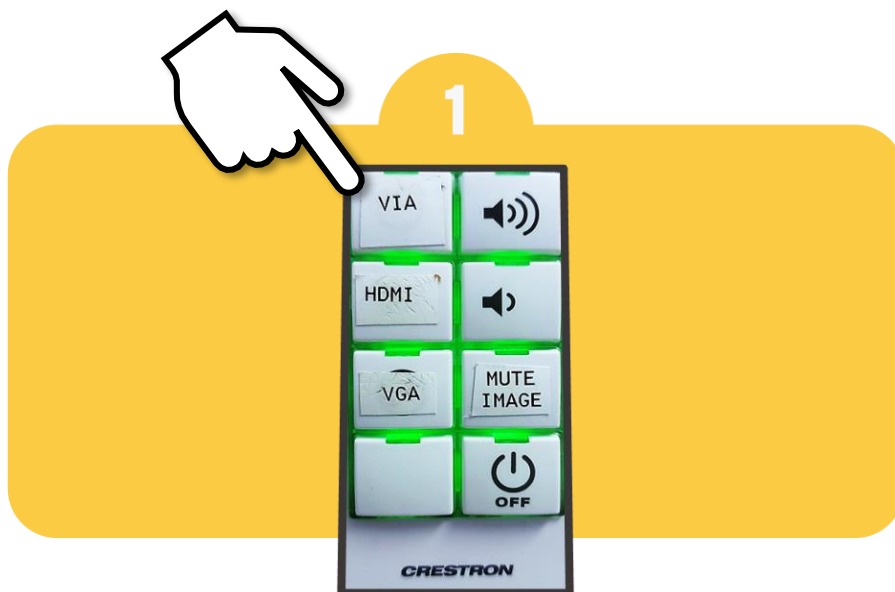 1
VIA
HDMI
VGA
MUTE
IMAGE
OFF
CRESTRON